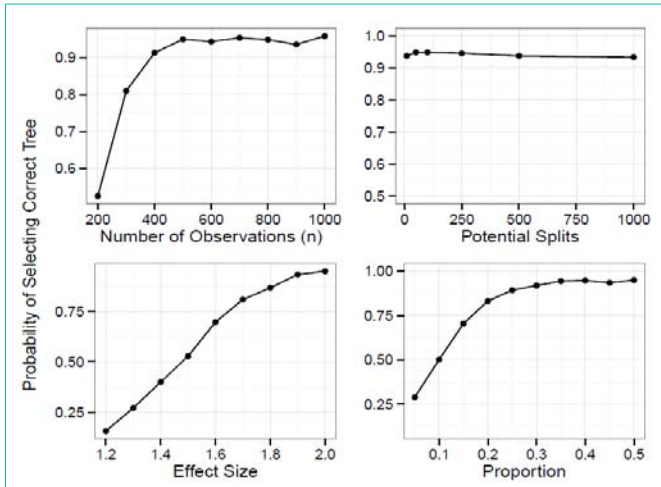 Probability of Selecting Correct Tree
0.9
0.8
0.7
0.6
200 400 600 800 1000
Number of Observations (n)
1.0
0.9
0.8
0.7
0.6
0.5
0 250 500 750 1000
Potential Splits
0.75
0.50
0.25
1.2 1.4 1.6 1.8 2.0
Effect Size
1.00
0.75
0.50
0.25
0.1 0.2 0.3 0.4 0.5
Proportion